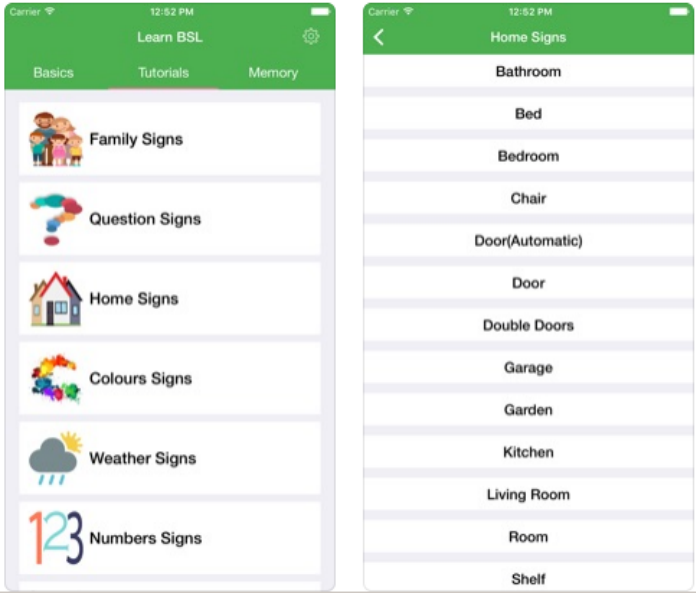 Carrier 12:52 PM
Learn BSL
Basics Tutorials Memory
Family Signs
Question Signs
Home Signs
Colours Signs
Weather Signs
123 Numbers Signs
Carrier 12:52 PM
Home Signs
Bathroom
Bed
Bedroom
Chair
Door(Automatic)
Door
Double Doors
Garage
Garden
Kitchen
Living Room
Room
Shelf